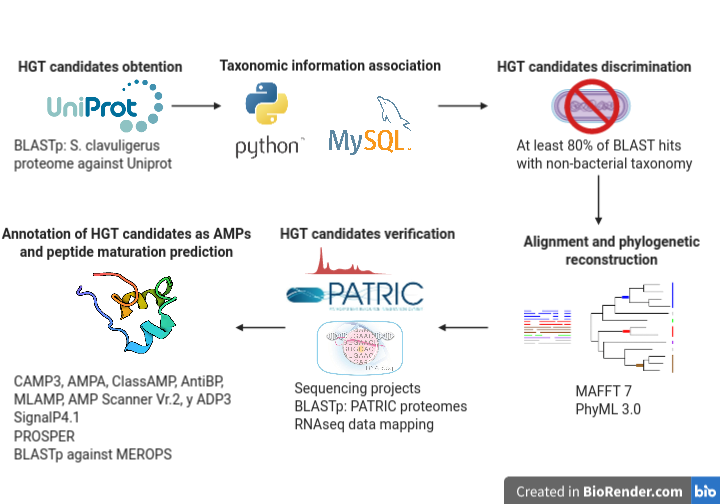 HGT candidates obtention
UniProt
BLASTp: S. clavuligerus
proteome against Uniprot
Taxonomic information association
python™
MySQL.
HGT candidates discrimination
At least 80% of BLAST hits
with non-bacterial taxonomy
Alignment and phylogenetic
reconstruction
MAFFT 7
PhyML 3.0
HGT candidates verification
PATRIC
Sequencing projects
BLASTp: PATRIC proteomes
RNAseq data mapping
Annotation of HGT candidates as AMPs
and peptide maturation prediction
CAMP3, AMPA, ClassAMP, AntiBP,
MLAMP, AMP Scanner Vr.2, y ADP3
SignalP4.1
PROSPER
BLASTp against MEROPS
Created in BioRender.com bio